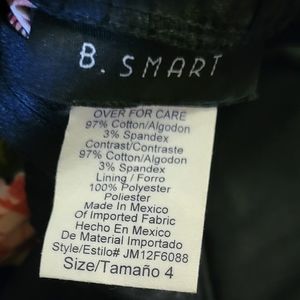 B. SMART
OVER FOR CARE
97% Cotton/Algodon
3% Spandex
Contrast/Contraste
97% Cotton/Algodon
3% Spandex
Lining / Forro
100% Polyester
Poliester
Made In Mexico
Of Imported Fabric
Hecho En Mexico
De Material Importado
Style/Estilo# JM12F6088
Size/Tamaño 4